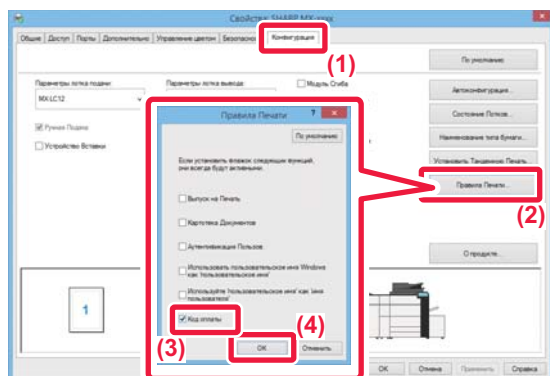 Свойства: SHARP MX-xxxx
Общие Доступ Порты Дополнительно Управление цветом Безопасность Конфигурация
(1)
По умолчанию
Параметры лотка подачи:
Параметры лотка вывода:
Модуль Сгиба
MX-LC12
Автоконфигурация...
Состояние Лотков...
Ручная Подача
Наименование типа бумаги...
Устройство Вставки
Установить Тандемную Печать...
Правила Печати...
(2)
О продукте...
Правила Печати
?
По умолчанию
Если установить флажок следующих функций,
они всегда будут активными.
Выпуск на Печать
Картотека Документов
Аутентификация Пользов.
Использовать пользовательское имя Windows
как 'пользовательское имя'
Используйте 'пользовательское имя' как 'имя
пользователя'
Код оплаты
(3)
(4)
OK
Отменить
1
OK
Отмена
Применить
Справка